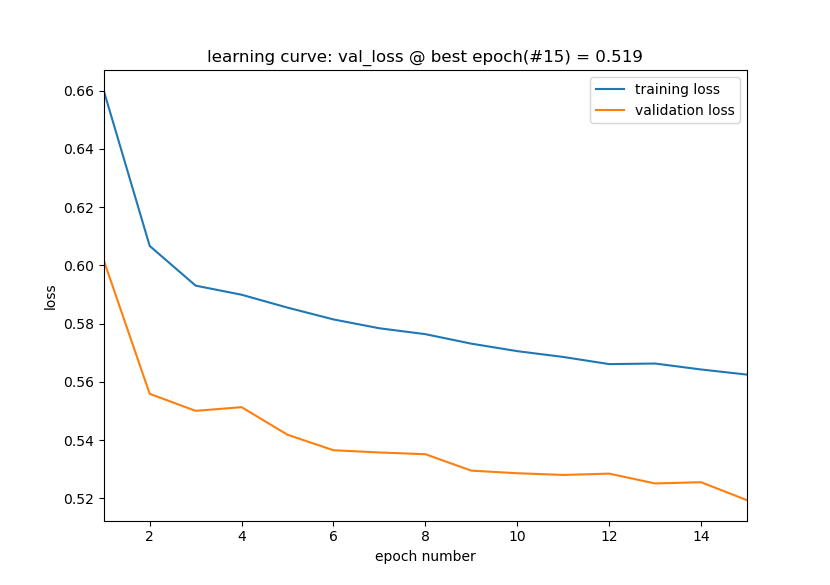 learning curve: val_loss @ best epoch(#15) = 0.519
training loss
validation loss
0.66
0.64
0.62
0.60
0.58
0.56
0.54
0.52
loss
2 4 6 8 10 12 14
epoch number